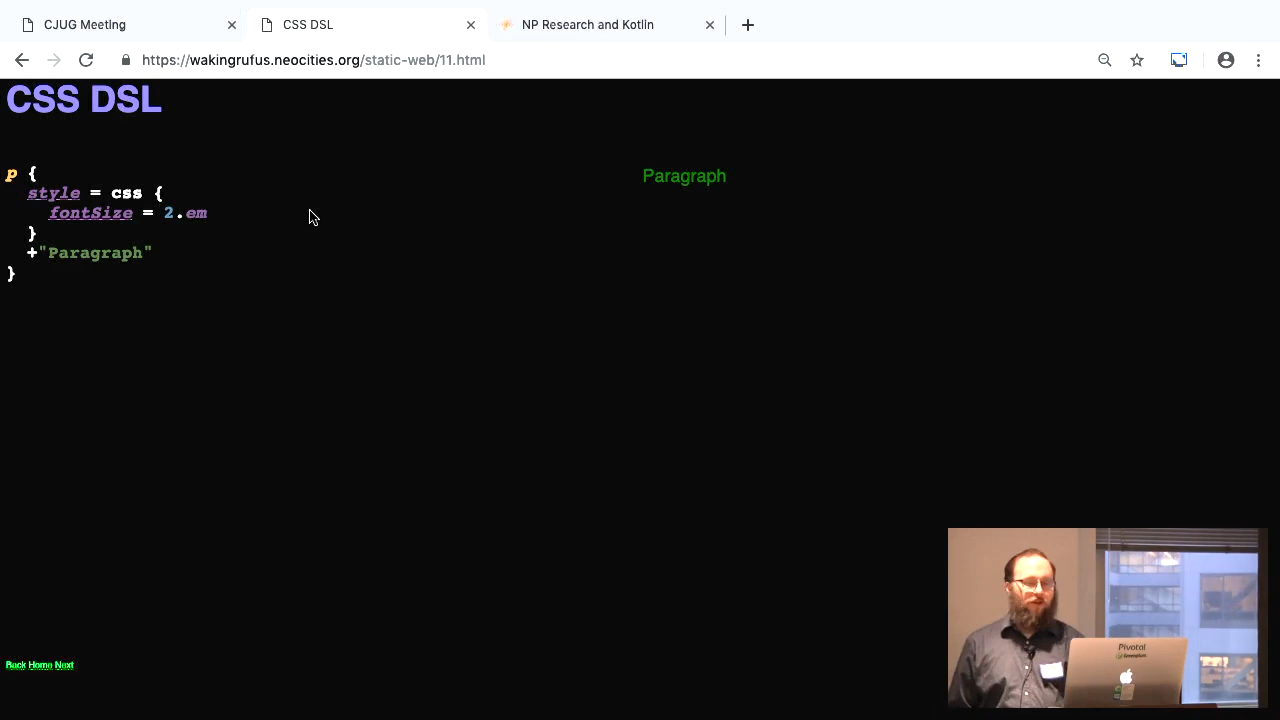 CJUG Meeting
CSS DSL
NP Research and Kotlin
https://wakingrufus.neocities.org/static-web/11.html
CSS DSL
p {
style = css {
fontSize = 2.em
}
+"Paragraph"
}
Paragraph
Pivotal
Greenplum
Back Home Next